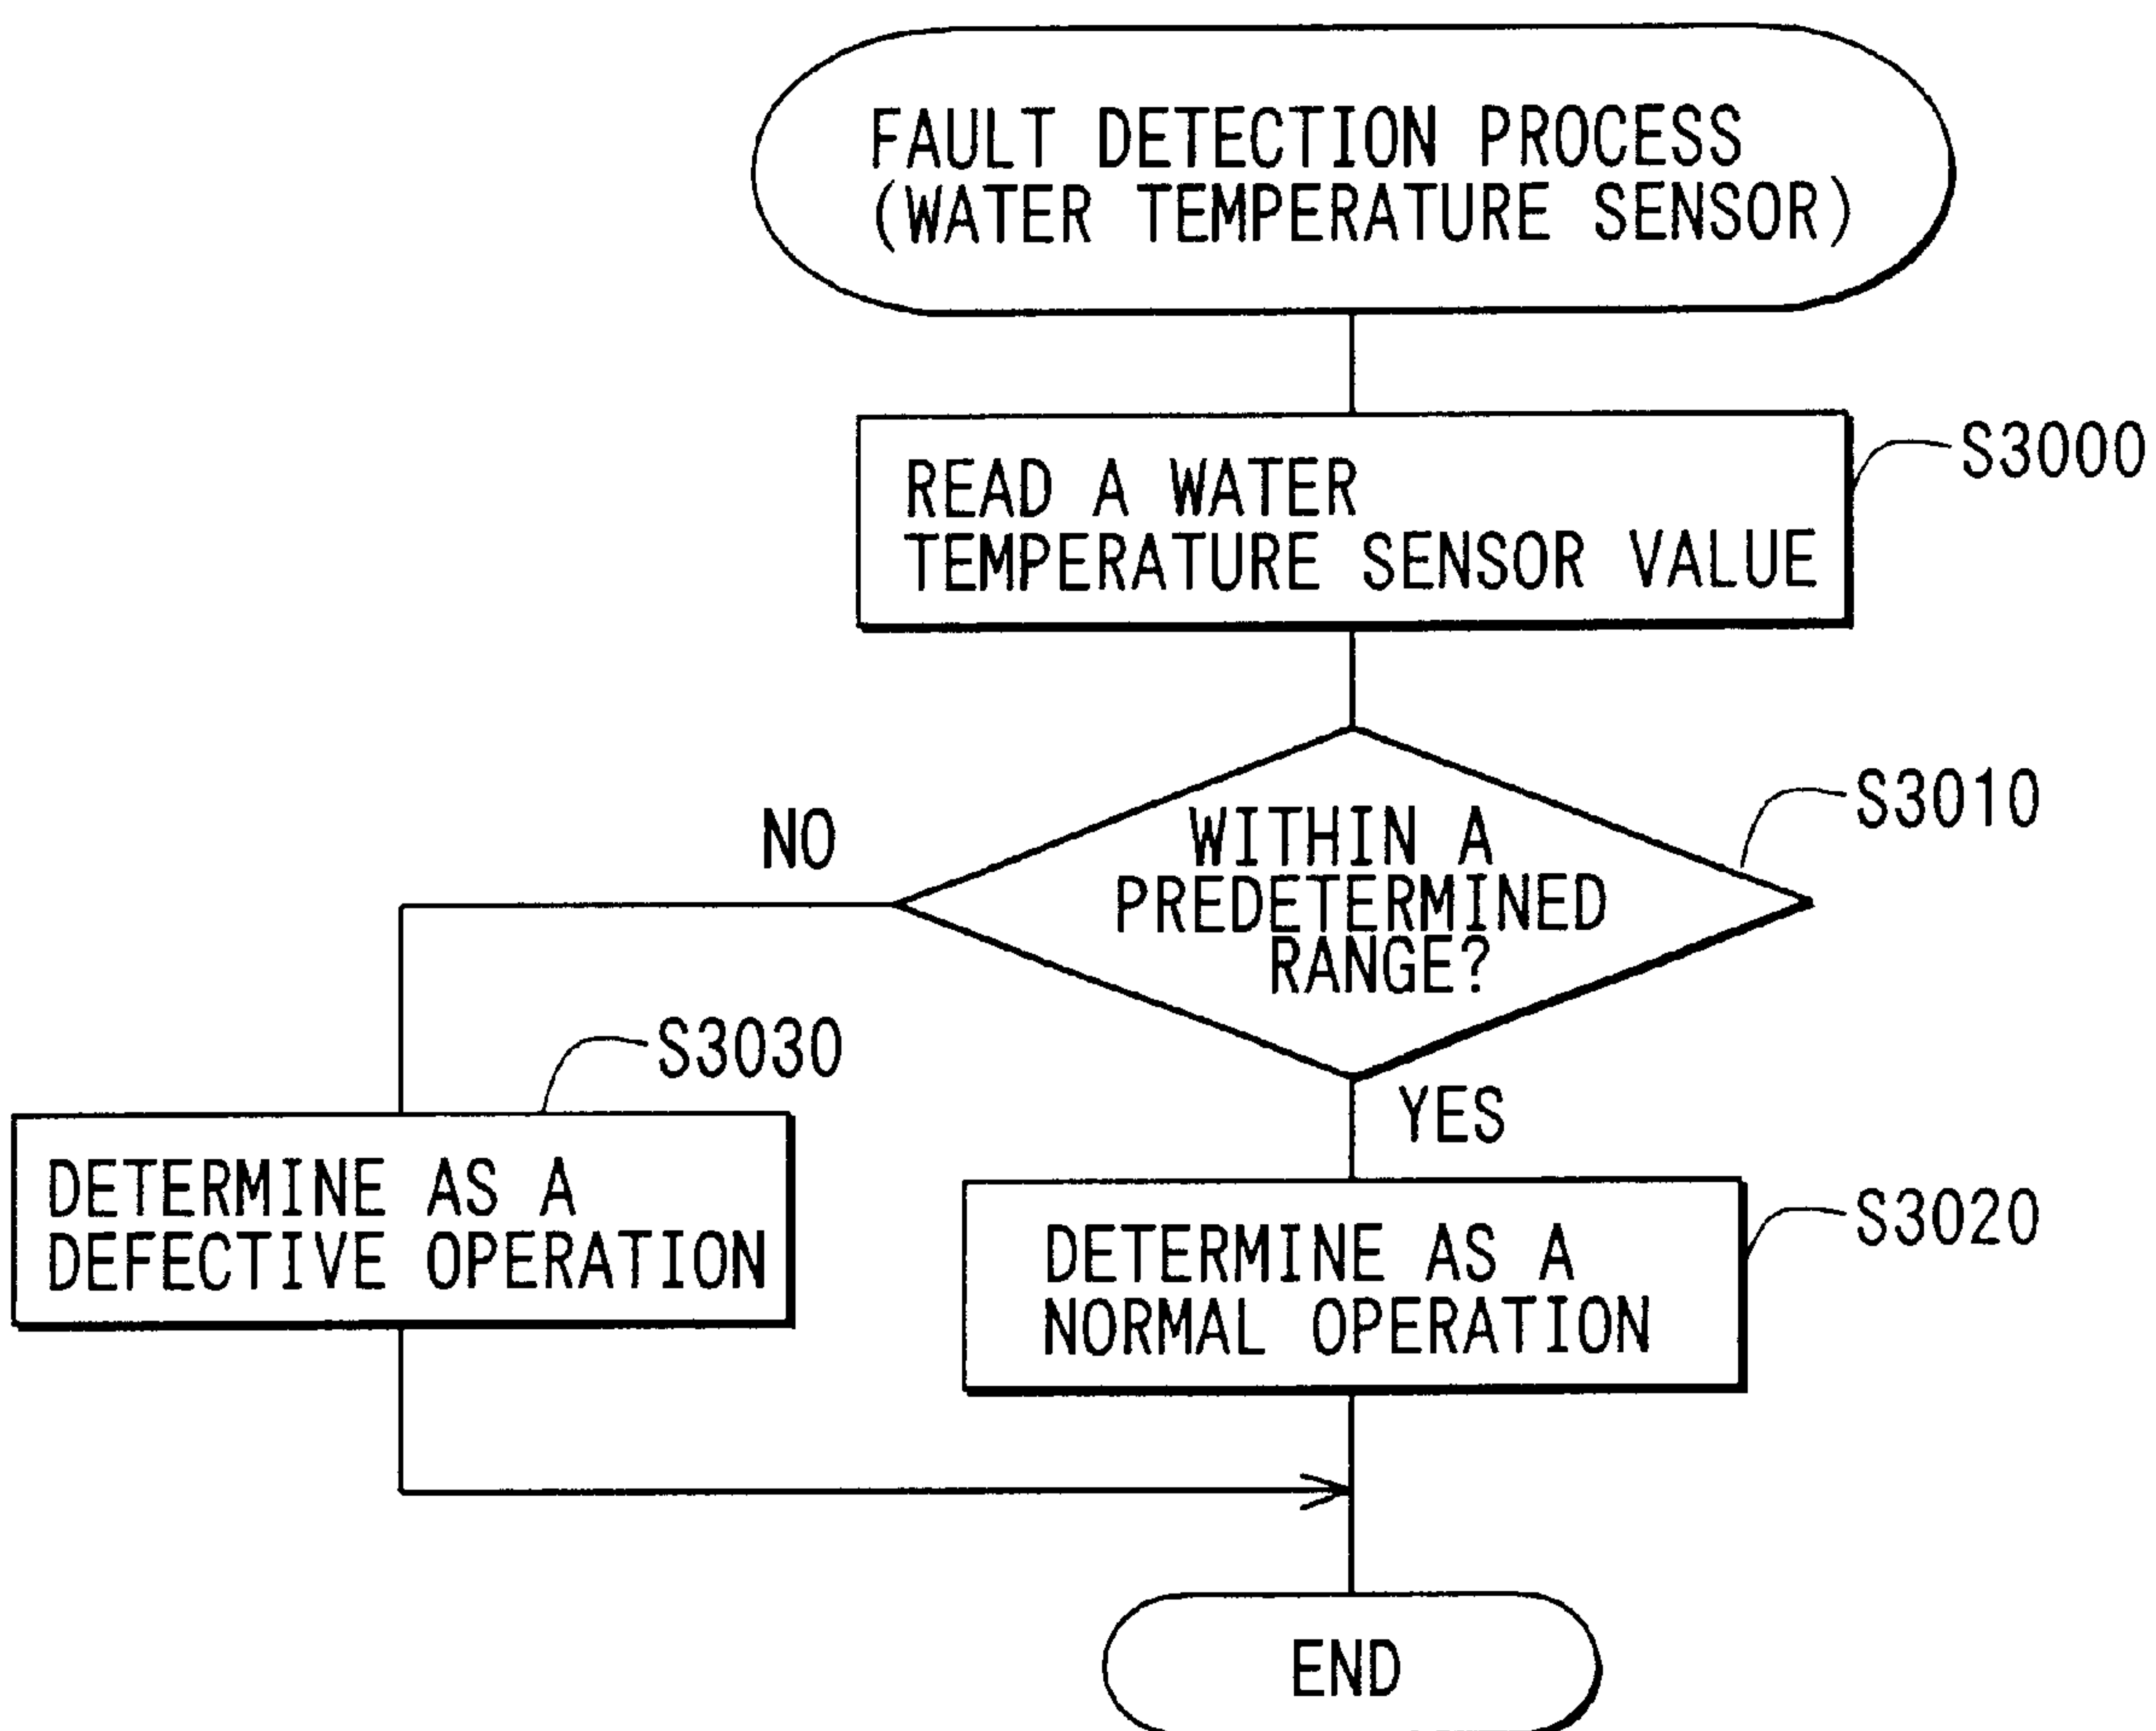 FAULT DETECTION PROCESS
(WATER TEMPERATURE SENSOR)
READ A WATER
TEMPERATURE SENSOR VALUE
S3000
WITHIN A
PREDETERMINED
RANGE?
S3010
NO
YES
S3030
DETERMINE AS A
DEFECTIVE OPERATION
DETERMINE AS A
NORMAL OPERATION
S3020
END